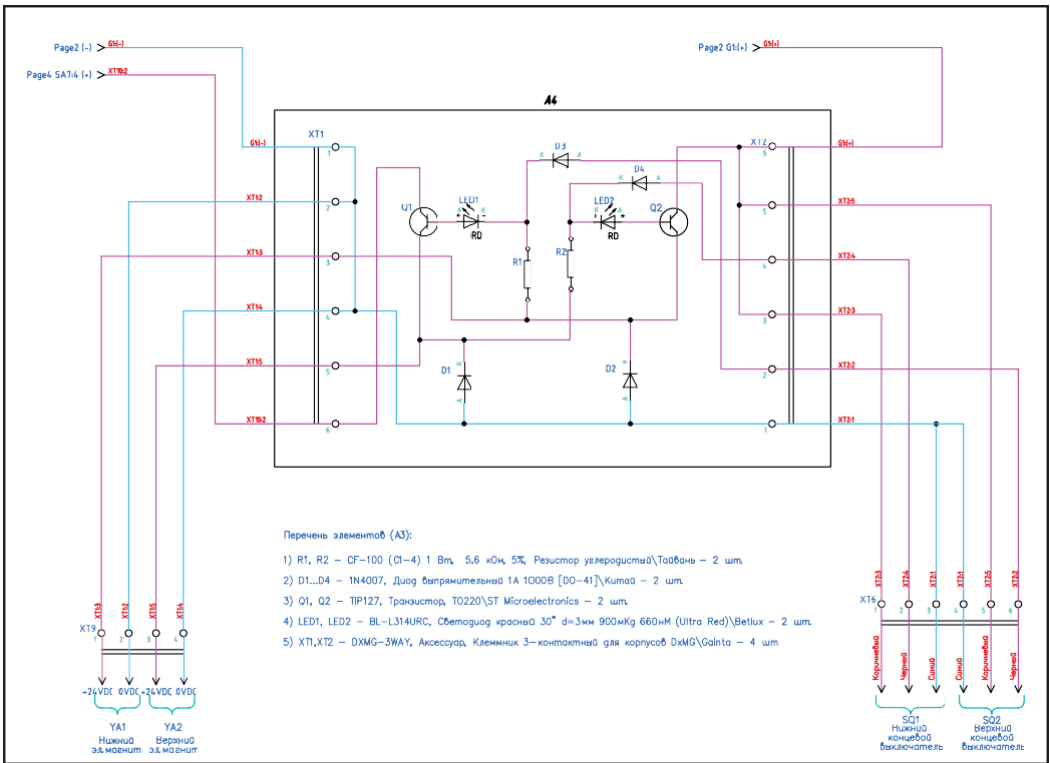 Page2 (-) G1:(-)
Page2 G1:(+) G1:(+)
Page4 SA7:4 (+) XT10:2
A4
G1:(-) XT1 1
D3
K A
XT2 6 G1:(+)
D4
K A
XT1:2 2
Q1
LED1
A K
+ -
RD
LED2
K A
- +
RD
Q2
5 XT2:5
XT1:3 3
R1
R2
4 XT2:4
XT1:4 4
3 XT2:3
XT1:5 5
D1
K
A
D2
K
A
2 XT2:2
XT10:2 6
1 XT2:1
Перечень элементов (А3):
1) R1, R2 – CF-100 (С1-4) 1 Вт, 5.6 кОм, 5%, Резистор углеродистый\Тайвань – 2 шт.
2) D1...D4 – 1N4007, Диод выпрямительный 1А 1000В [DO-41]\Китай – 2 шт.
3) Q1, Q2 – TIP127, Транзистор, TO220\ST Microelectronics – 2 шт.
4) LED1, LED2 – BL-L314URC, Светодиод красный 30° d=3мм 900мКд 660нМ (Ultra Red)\Betlux – 2 шт.
5) XT1,XT2 – DXMG-3WAY, Аксессуар, Клеммник 3-контактный для корпусов DxMG\Gainta – 4 шт
XT1:3 XT1:2 XT1:5 XT1:4
XT9
1 2 3 4
+24VDC 0VDC +24VDC 0VDC
YA1 YA2
Нижний Верхний
эл.магнит эл.магнит
XT2:3 XT2:4 XT2:1 XT2:1 XT2:5 XT2:2
XT6
1 2 3 4 5 6
Коричневый Черный Синий Синий Коричневый Черный
SQ1 SQ2
Нижний Верхний
концевой концевой
выключатель выключатель